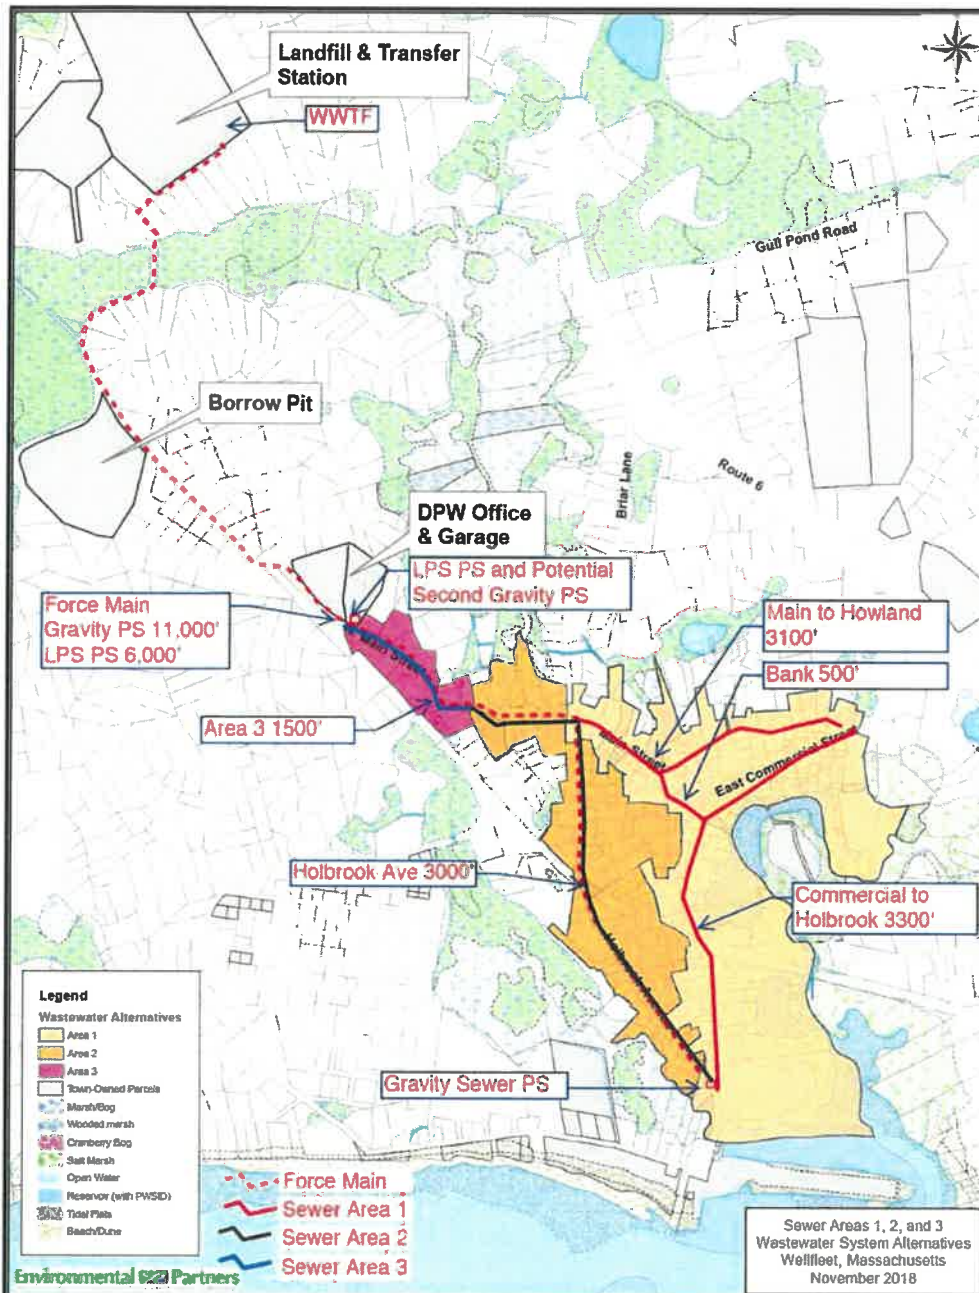 Landfill & Transfer
Station
WWTF
Gull Pond Road
Borrow Pit
Briar Lane
Route 6
DPW Office
& Garage
LPS PS and Potential
Second Gravity PS
Force Main
Gravity PS 11,000'
LPS PS 6,000'
Main to Howland
3100'
Bank 500'
Main Street
Area 3 1500'
Main Street
East Commercial Street
Holbrook Ave 3000'
Commercial to
Holbrook 3300'
Gravity Sewer PS
Legend
Wastewater Alternatives
Area 1
Area 2
Area 3
Town-Owned Parcels
Marsh/Bog
Wooded marsh
Cranberry Bog
Salt Marsh
Open Water
Reservoir (with PWSID)
Tidal Flats
Beach/Dune
Force Main
Sewer Area 1
Sewer Area 2
Sewer Area 3
Environmental Partners
Sewer Areas 1, 2, and 3
Wastewater System Alternatives
Wellfleet, Massachusetts
November 2018